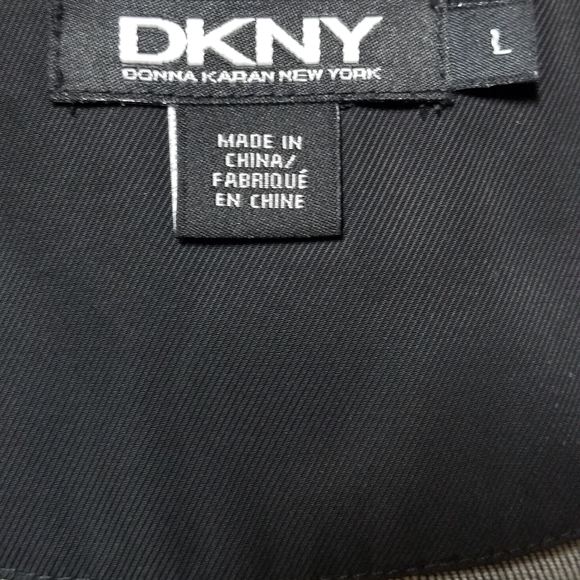 DKNY
DONNA KARAN NEW YORK
L
MADE IN
CHINA/
FABRIQUÉ
EN CHINE